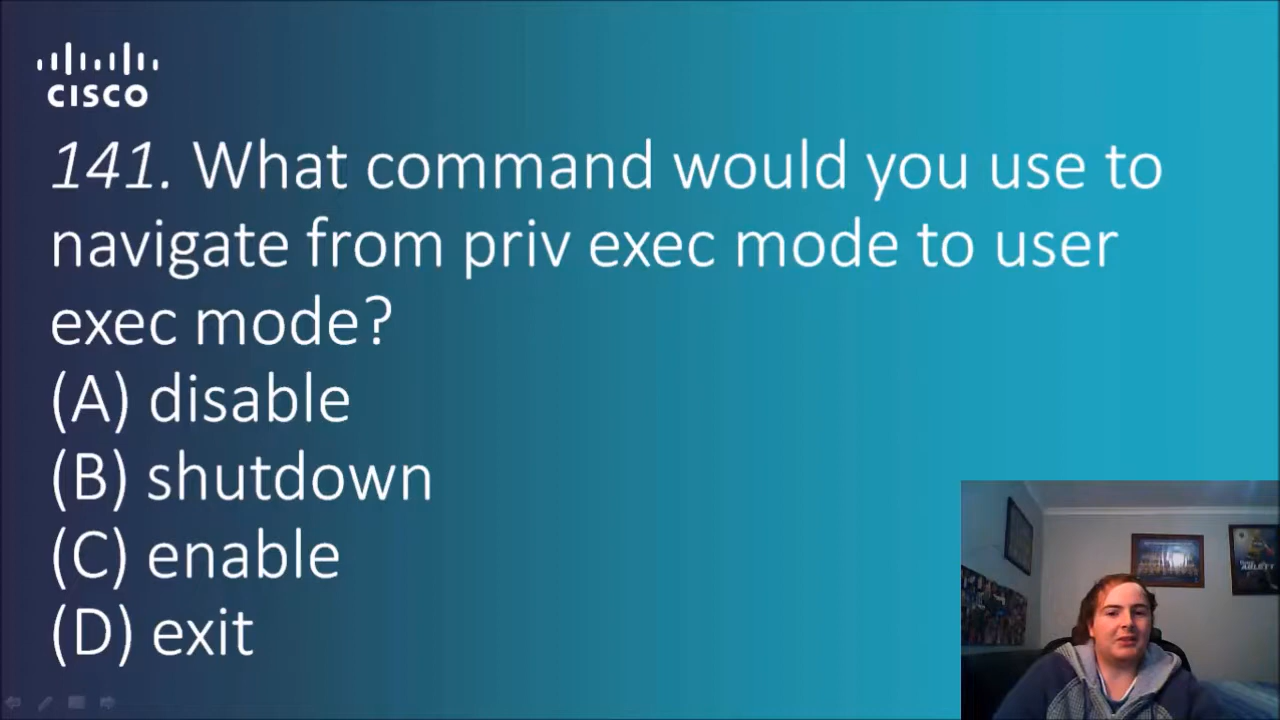 CISCO
141. What command would you use to
navigate from priv exec mode to user
exec mode?
(A) disable
(B) shutdown
(C) enable
(D) exit